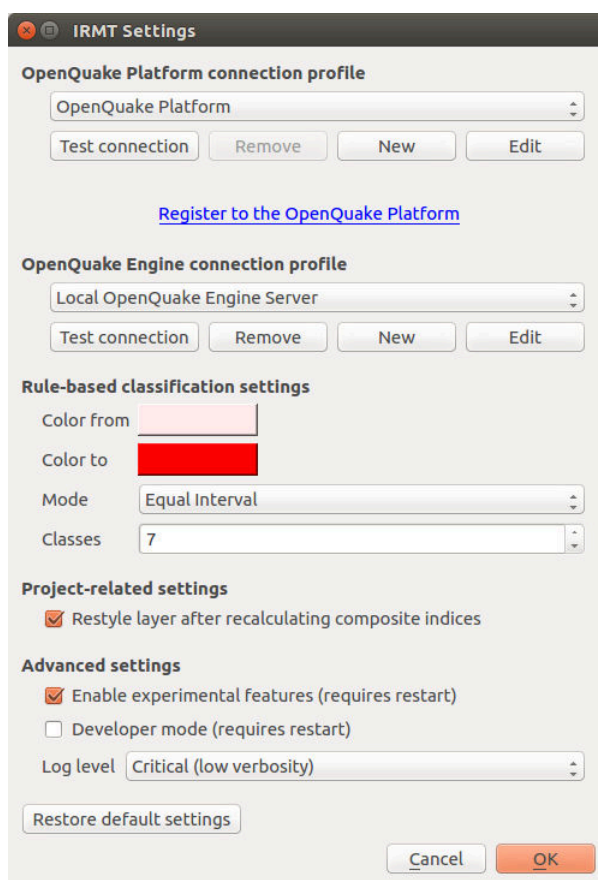 IRMT Settings
OpenQuake Platform connection profile
OpenQuake Platform
Test connection Remove New Edit
Register to the OpenQuake Platform
OpenQuake Engine connection profile
Local OpenQuake Engine Server
Test connection Remove New Edit
Rule-based classification settings
Color from
Color to
Mode Equal Interval
Classes 7
Project-related settings
Restyle layer after recalculating composite indices
Advanced settings
Enable experimental features (requires restart)
Developer mode (requires restart)
Log level Critical (low verbosity)
Restore default settings
Cancel OK